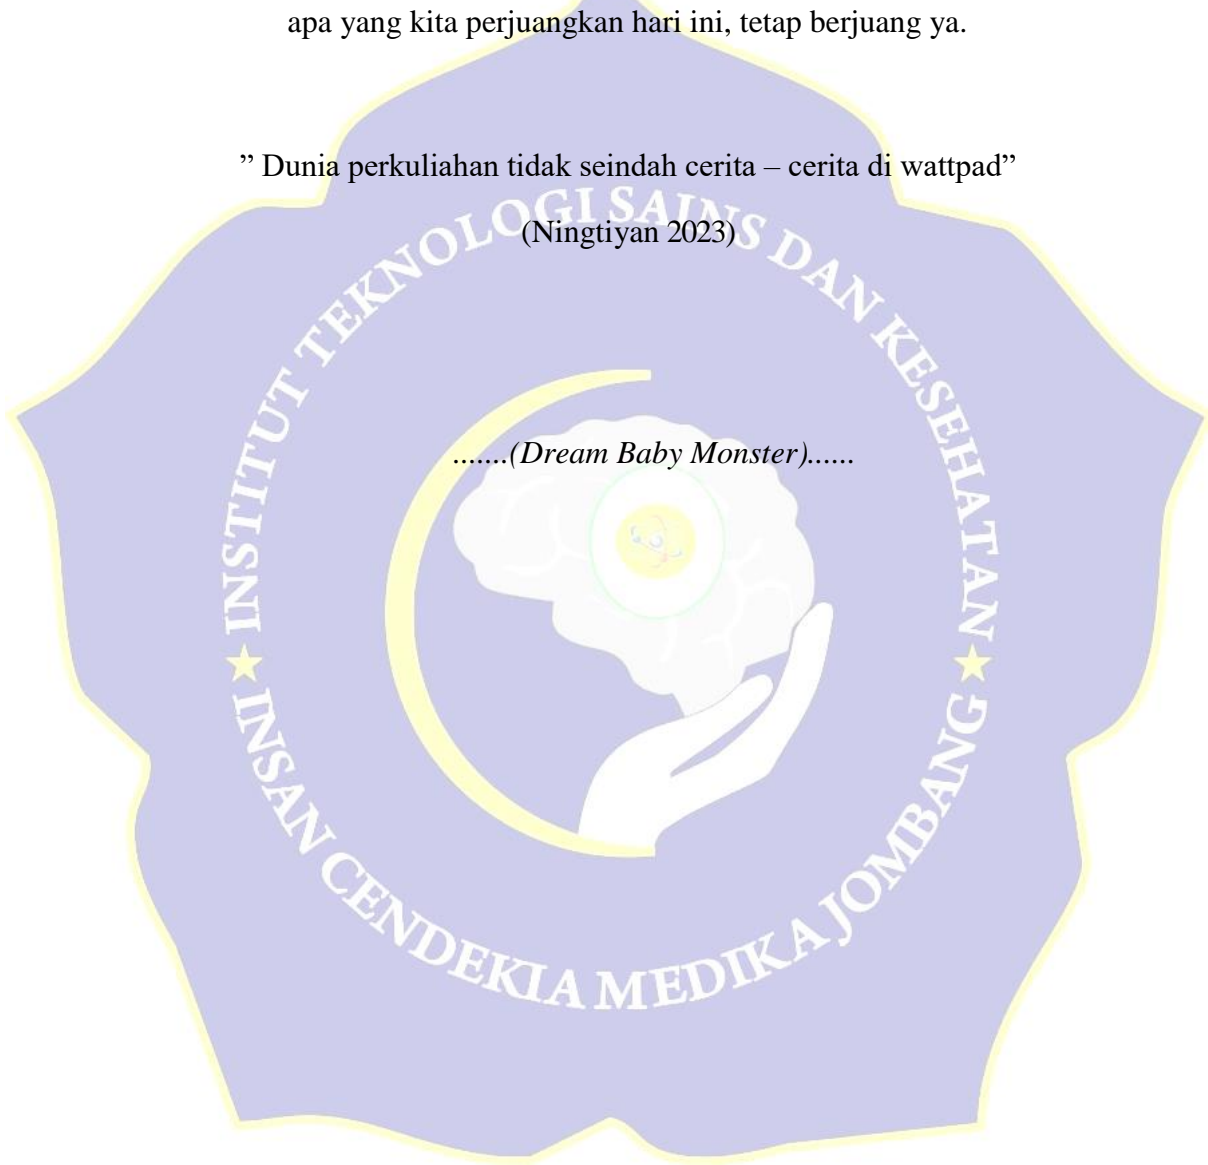 apa yang kita perjuangkan hari ini, tetap berjuang ya.
” Dunia perkuliahan tidak seindah cerita – cerita di wattpad”
(Ningtiyan 2023)
.......(Dream Baby Monster)......
INSTITUT TEKNOLOGI SAINS DAN KESEHATAN
INSAN CENDEKIA MEDIKA JOMBANG